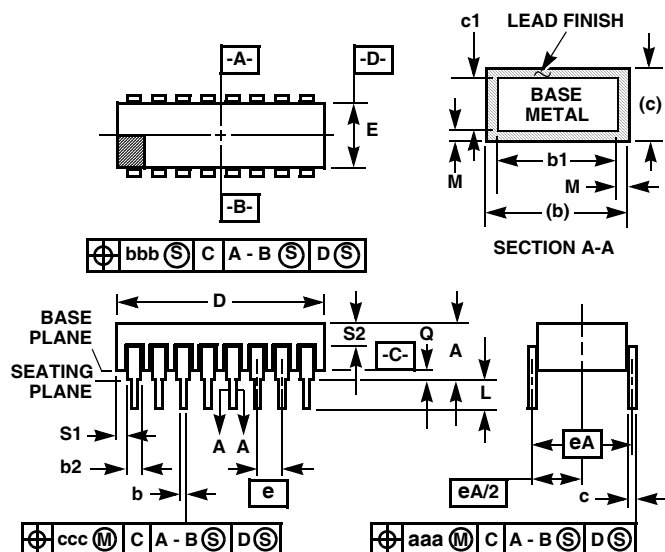 c1
LEAD FINISH
-A-
-D-
E
BASE
METAL
(c)
M
b1
M
(b)
-B-
SECTION A-A
⌖ bbb Ⓢ C A - B Ⓢ D Ⓢ
D
BASE
PLANE
S2
Q
-C-
A
SEATING
PLANE
L
S1
A A
eA
b2
b
e
eA/2
c
⌖ ccc Ⓜ C A - B Ⓢ D Ⓢ
⌖ aaa Ⓜ C A - B Ⓢ D Ⓢ